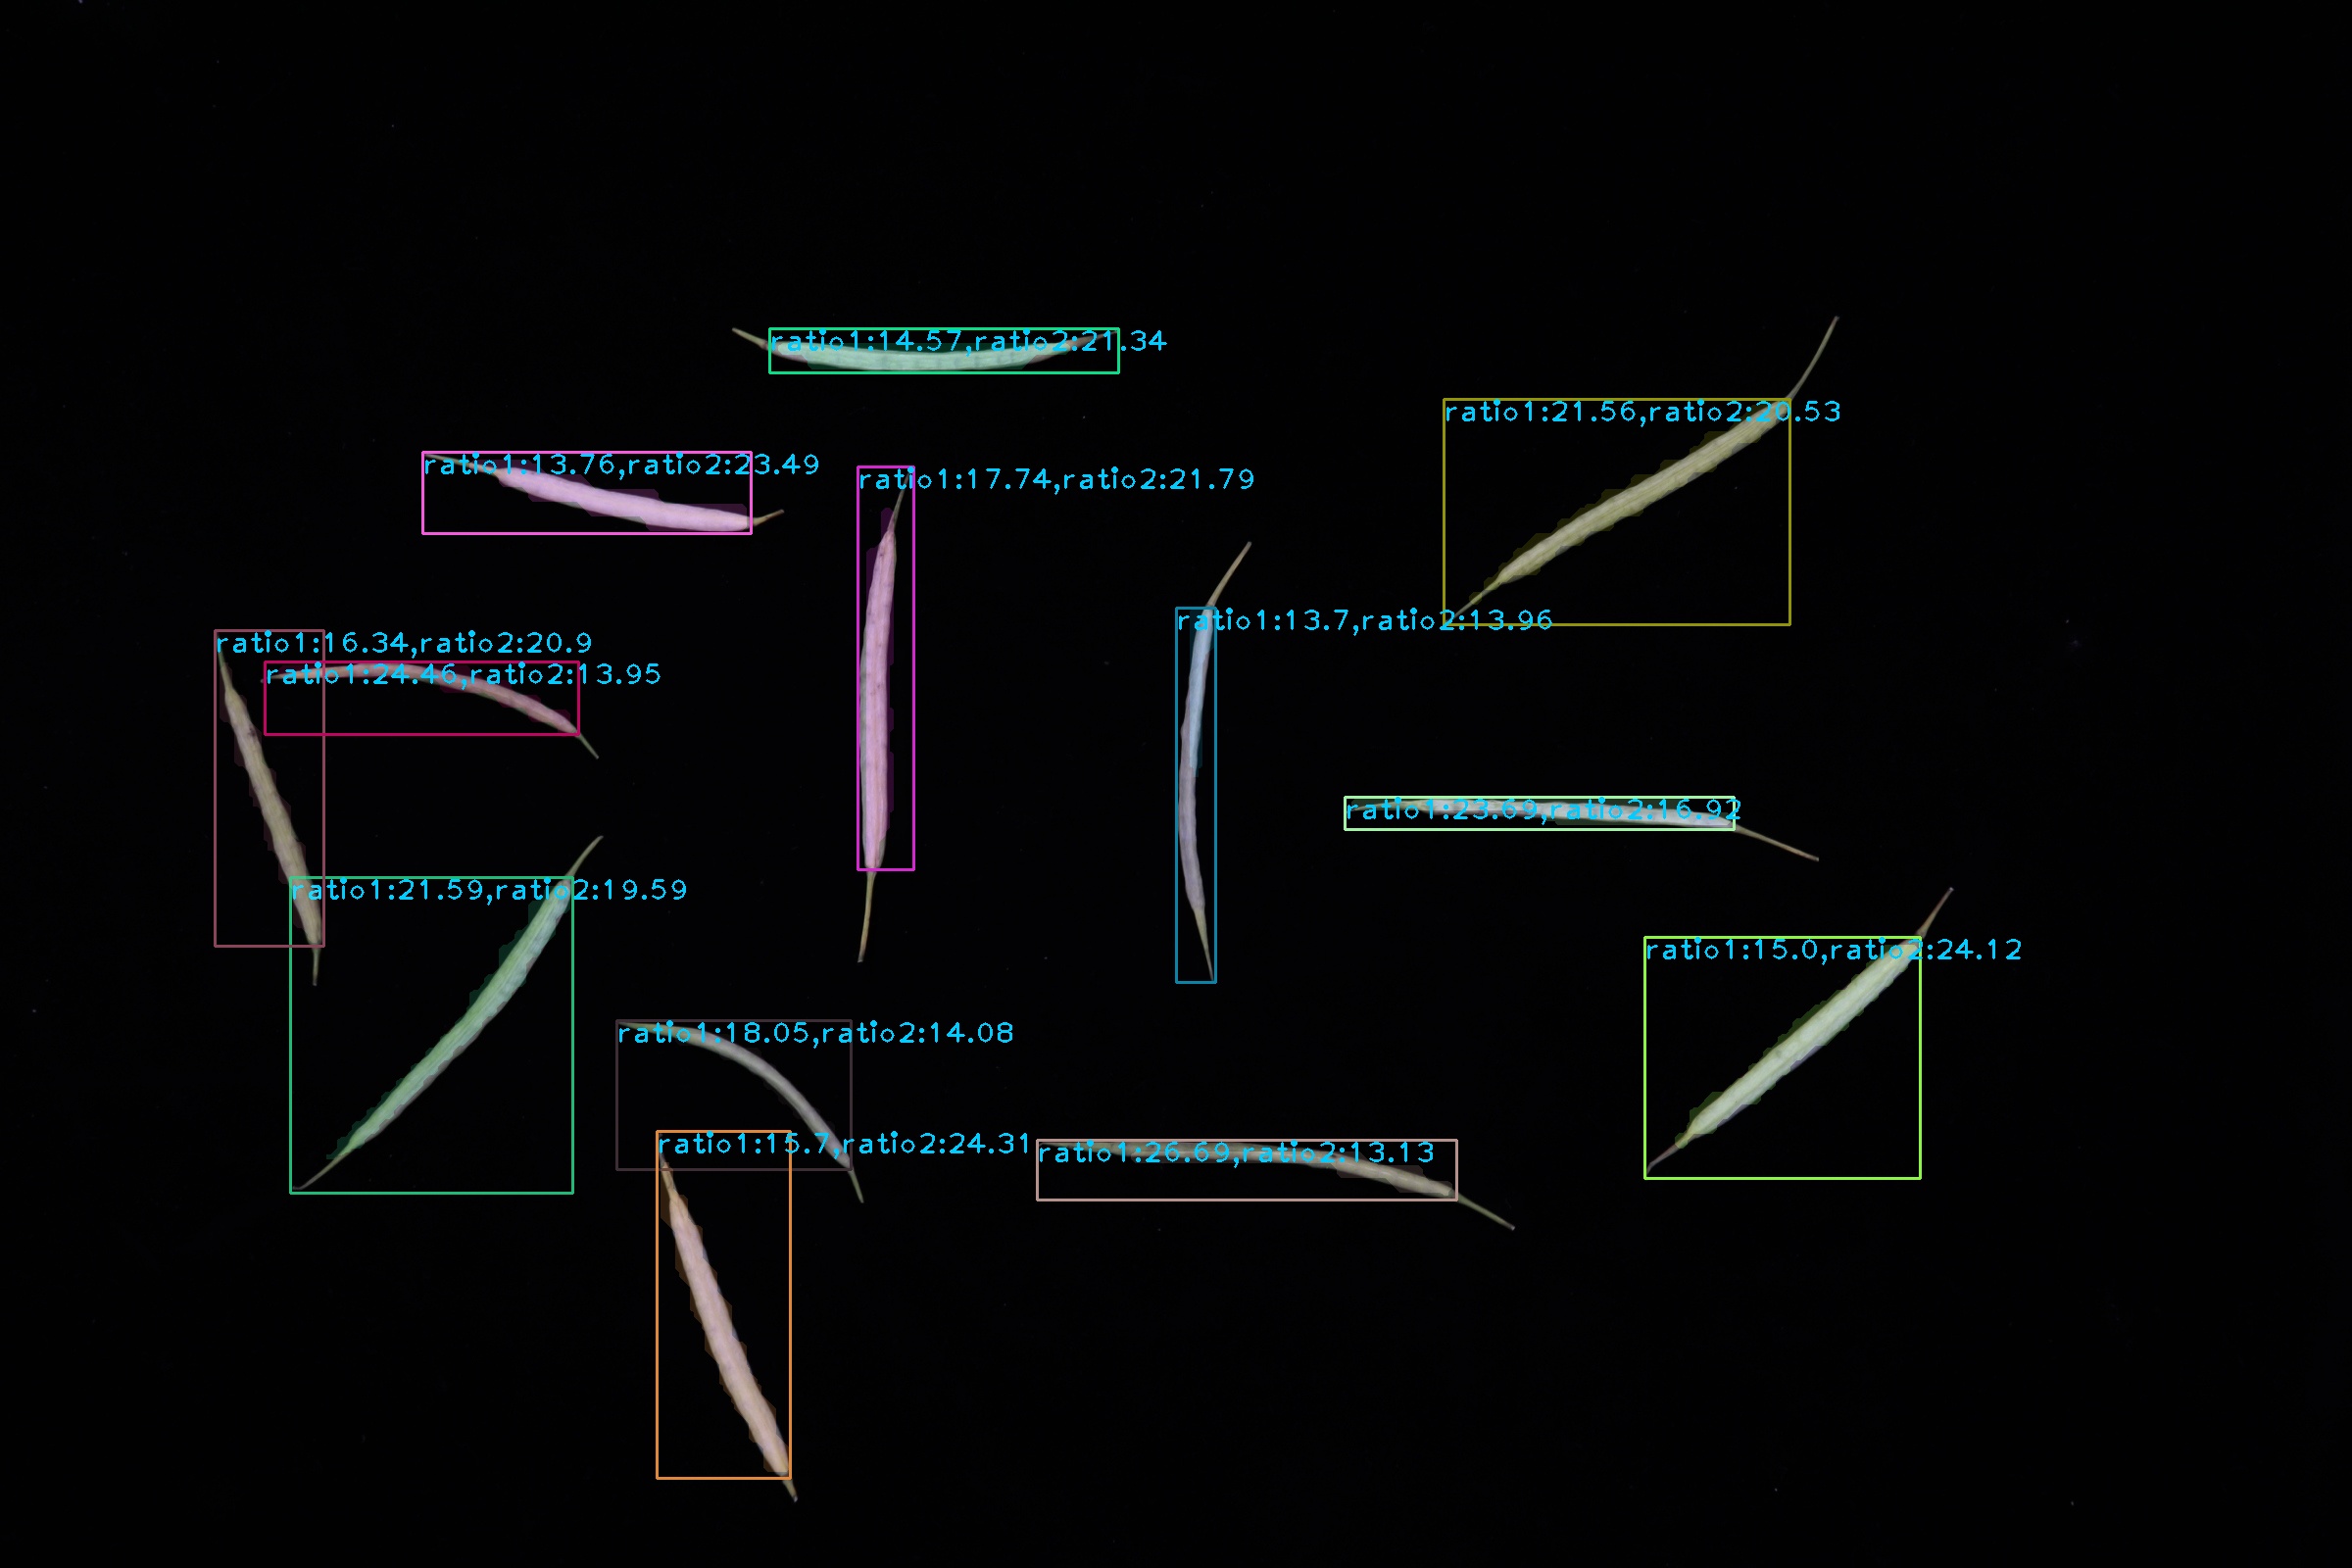 ratio1:14.57,ratio2:21.34
ratio1:21.56,ratio2:20.53
ratio1:13.76,ratio2:23.49
ratio1:17.74,ratio2:21.79
ratio1:13.7,ratio2:13.96
ratio1:16.34,ratio2:20.9
ratio1:24.46,ratio2:13.95
ratio1:23.69,ratio2:16.92
ratio1:21.59,ratio2:19.59
ratio1:15.0,ratio2:24.12
ratio1:18.05,ratio2:14.08
ratio1:15.7,ratio2:24.31
ratio1:26.69,ratio2:13.13